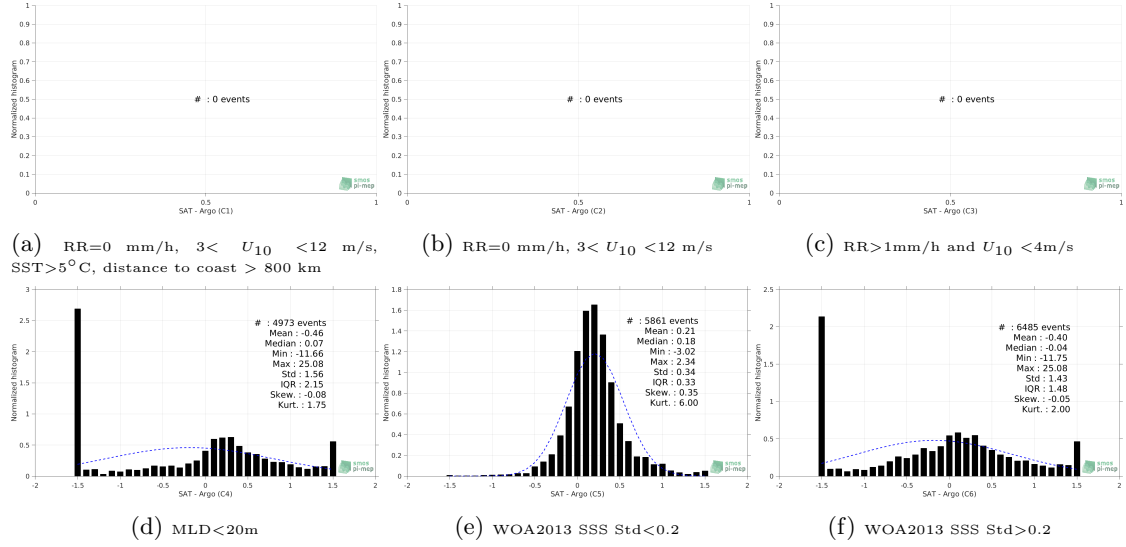 1
0.9
0.8
0.7
0.6
0.5
0.4
0.3
0.2
0.1
0
Normalized histogram
# : 0 events
0 0.5 1
SAT - Argo (C1)
smos
pi-mep
(a) RR=0 mm/h, 3< U10 <12 m/s,
SST>5°C, distance to coast > 800 km
1
0.9
0.8
0.7
0.6
0.5
0.4
0.3
0.2
0.1
0
Normalized histogram
# : 0 events
0 0.5 1
SAT - Argo (C2)
smos
pi-mep
(b) RR=0 mm/h, 3< U10 <12 m/s
1
0.9
0.8
0.7
0.6
0.5
0.4
0.3
0.2
0.1
0
Normalized histogram
# : 0 events
0 0.5 1
SAT - Argo (C3)
smos
pi-mep
(c) RR>1mm/h and U10 <4m/s
3
2.5
2
1.5
1
0.5
0
Normalized histogram
# : 4973 events
Mean : -0.46
Median : 0.07
Min : -11.66
Max : 25.08
Std : 1.56
IQR : 2.15
Skew. : -0.08
Kurt. : 1.75
-2 -1.5 -1 -0.5 0 0.5 1 1.5 2
SAT - Argo (C4)
smos
pi-mep
(d) MLD<20m
1.8
1.6
1.4
1.2
1
0.8
0.6
0.4
0.2
0
Normalized histogram
# : 5861 events
Mean : 0.21
Median : 0.18
Min : -3.02
Max : 2.34
Std : 0.34
IQR : 0.33
Skew. : 0.35
Kurt. : 6.00
-2 -1.5 -1 -0.5 0 0.5 1 1.5 2
SAT - Argo (C5)
smos
pi-mep
(e) WOA2013 SSS Std<0.2
2.5
2
1.5
1
0.5
0
Normalized histogram
# : 6485 events
Mean : -0.40
Median : -0.04
Min : -11.75
Max : 25.08
Std : 1.43
IQR : 1.48
Skew. : -0.05
Kurt. : 2.00
-2 -1.5 -1 -0.5 0 0.5 1 1.5 2
SAT - Argo (C6)
smos
pi-mep
(f) WOA2013 SSS Std>0.2